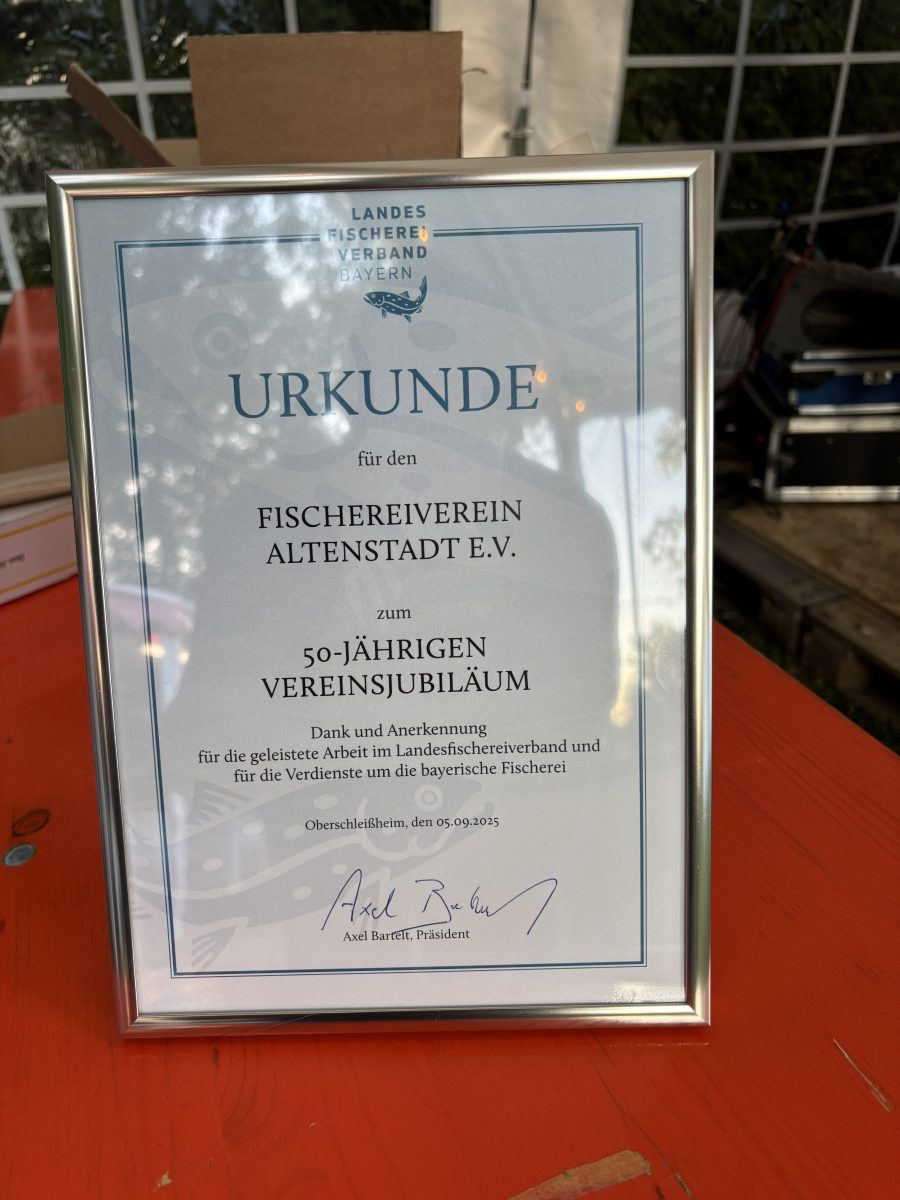 LANDES
FISCHEREI
VERBAND
BAYERN
URKUNDE
für den
FISCHEREIVEREIN
ALTENSTADT E.V.
zum
50-JÄHRIGEN
VEREINSJUBILÄUM
Dank und Anerkennung
für die geleistete Arbeit im Landesfischereiverband und
für die Verdienste um die bayerische Fischerei
Oberschleißheim, den 05.09.2025
Axel Bartelt, Präsident